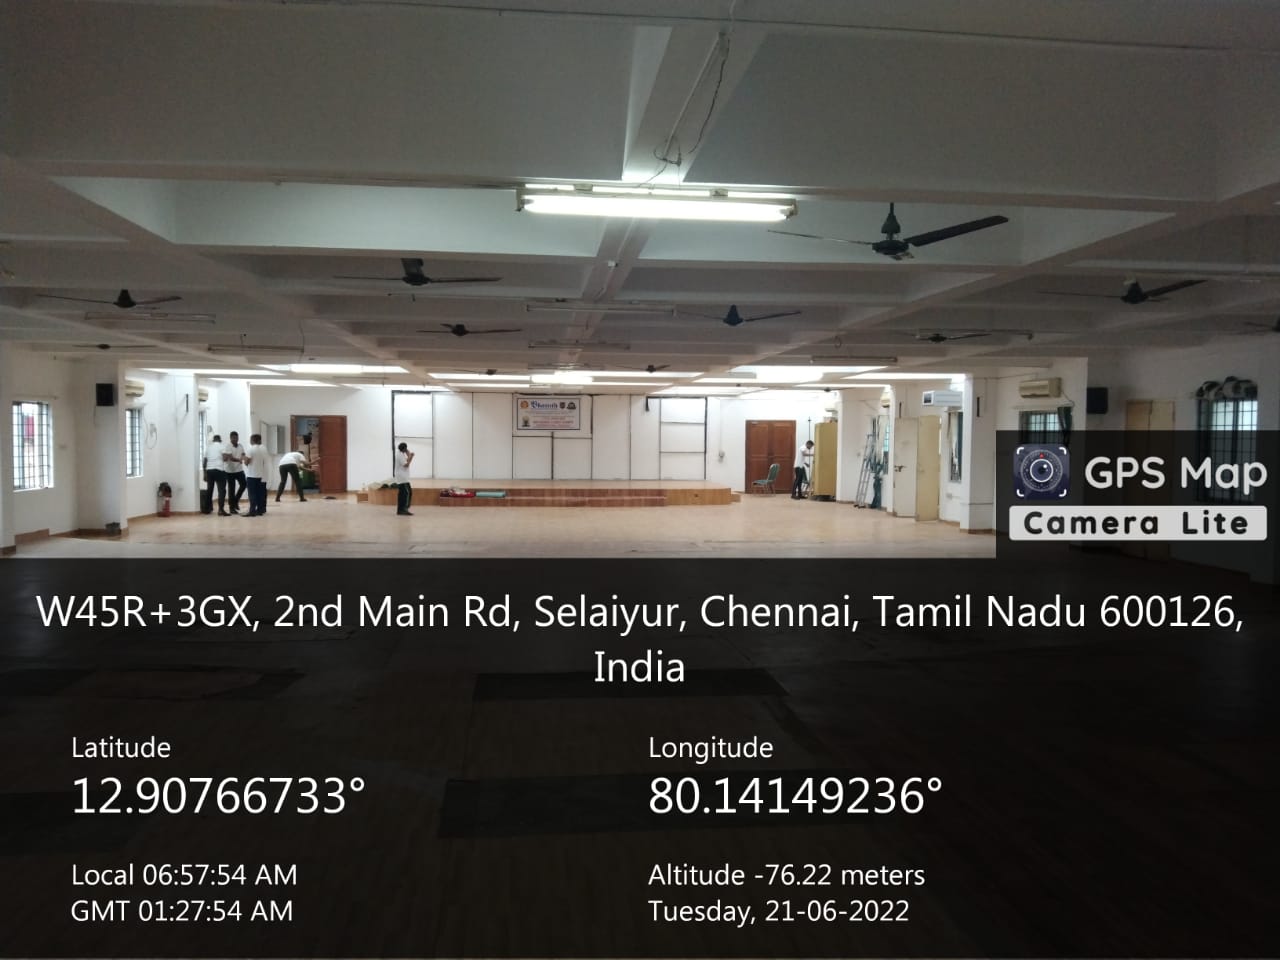 Bharath
GPS Map
Camera Lite
W45R+3GX, 2nd Main Rd, Selaiyur, Chennai, Tamil Nadu 600126,
India
Latitude
12.90766733°
Longitude
80.14149236°
Local 06:57:54 AM
GMT 01:27:54 AM
Altitude -76.22 meters
Tuesday, 21-06-2022